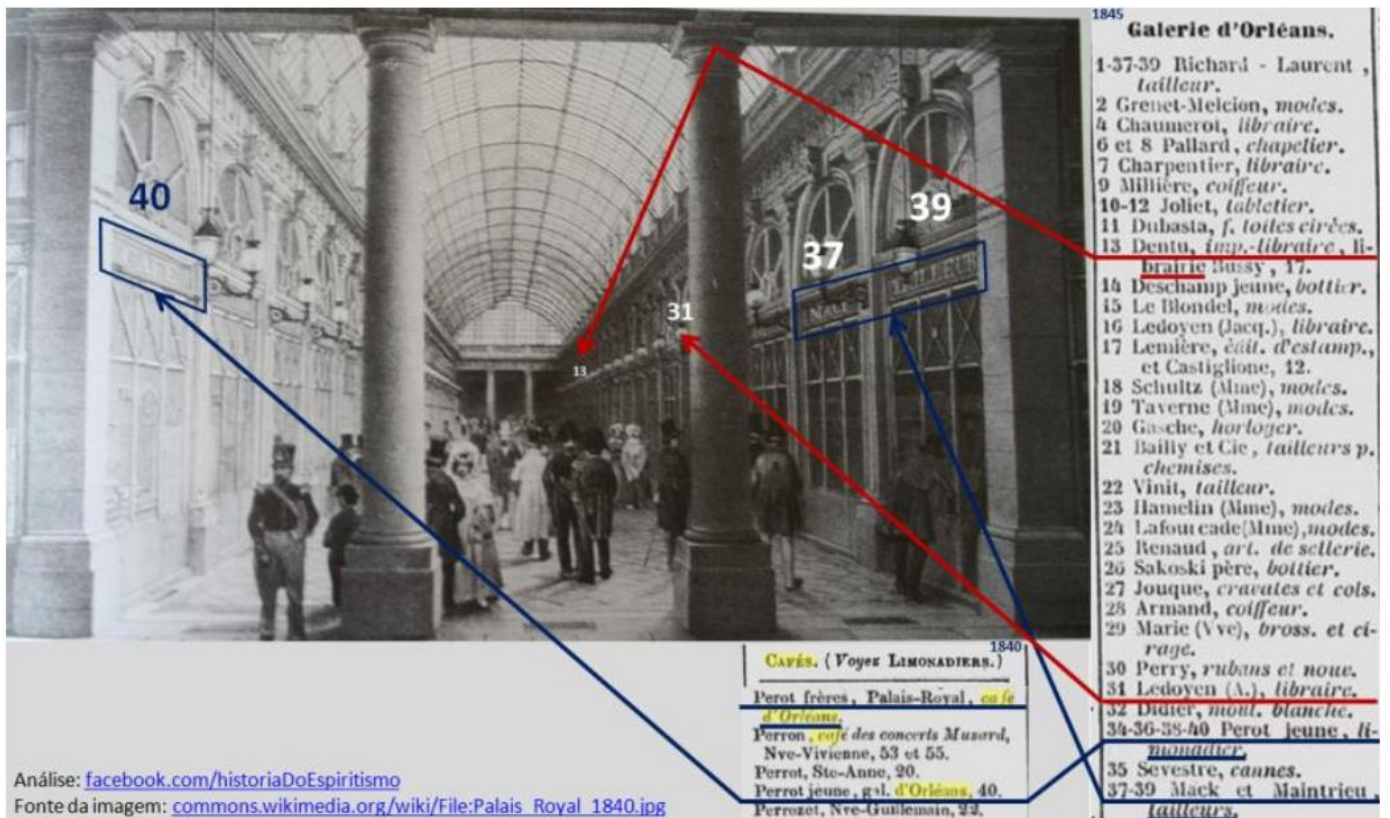 40
37
39
31
13
NALL
TAILLEUR
1845
Galerie d'Orléans.
1-37-39 Richard - Laurent,
tailleur.
2 Grenet-Melcion, modes.
4 Chaumerot, libraire.
6 et 8 Pallard, chapelier.
7 Charpentier, libraire.
9 Millière, coiffeur.
10-12 Joliet, tabletier.
11 Dubasta, f. toiles cirées.
13 Dentu, imp.-libraire, li-
brairie Bussy, 17.
14 Deschamp jeune, bottier.
15 Le Blondel, modes.
16 Ledoyen (Jacq.), libraire.
17 Lemière, édit. d'estamp.,
et Castiglione, 12.
18 Schultz (Mme), modes.
19 Taverne (Mme), modes.
20 Gasche, horloger.
21 Bailly et Cie, tailleurs p.
chemises.
22 Vinit, tailleur.
23 Hamelin (Mme), modes.
24 Lafourcade (Mme), modes.
25 Renaud, art. de sellerie.
26 Sakoski père, bottier.
27 Jouque, cravates et cols.
28 Armand, coiffeur.
29 Marie (Vve), bross. et ci-
rage.
30 Perry, rubans et nouv.
31 Ledoyen (A.), libraire.
32 Didier, mout. blanche.
34-36-38-40 Perot jeune, li-
monadier.
35 Sevestre, cannes.
37-39 Mack et Maintrieu,
tailleurs.
1840
CAFÉS. (Voyez LIMONADIERS.)
Perot frères, Palais-Royal, café
d'Orléans.
Perron, café des concerts Musard,
Nve-Vivienne, 53 et 55.
Perrot, Ste-Anne, 20.
Perrot jeune, gal. d'Orléans, 40.
Perrozet, Nve-Guillemain, 22.
Análise: facebook.com/historiaDoEspiritismo
Fonte da imagem: commons.wikimedia.org/wiki/File:Palais_Royal_1840.jpg